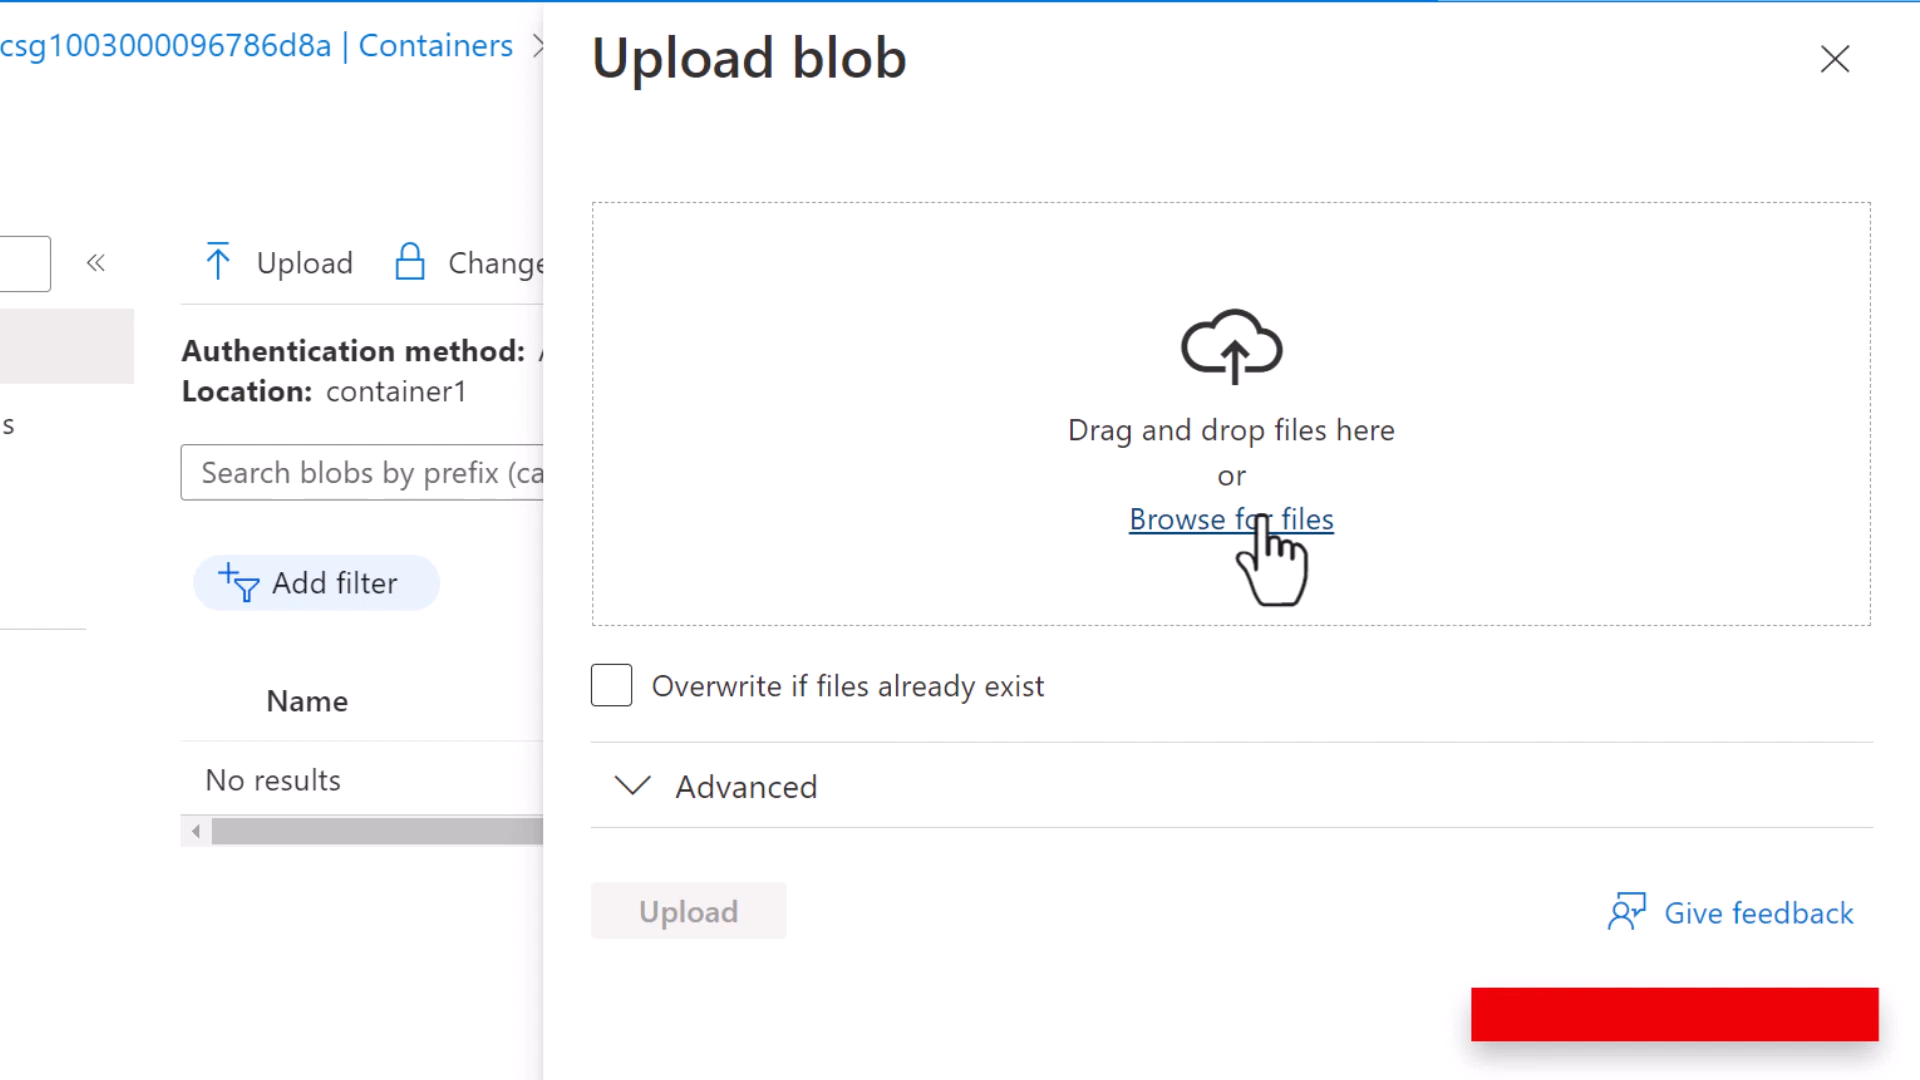 csg1003000096786d8a | Containers
Upload
Change
Authentication method:
Location: container1
s
Search blobs by prefix (ca
Add filter
Name
No results
Upload blob
Drag and drop files here
or
Browse for files
Overwrite if files already exist
Advanced
Upload
Give feedback